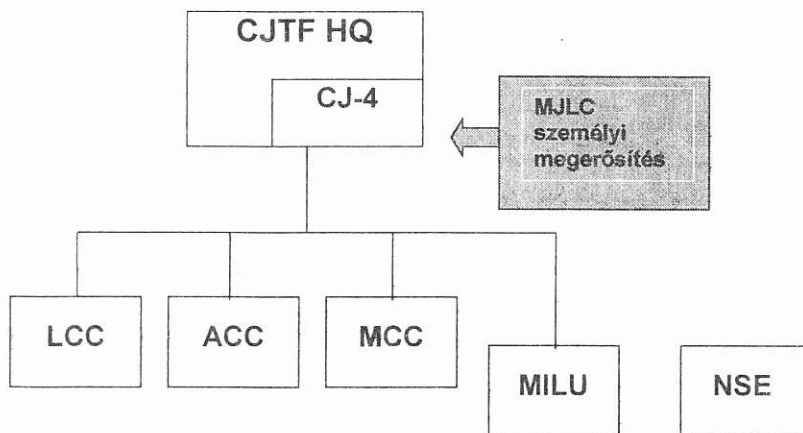 CJTF HQ
CJ-4
MJLC
személyi
megerősítés
LCC
ACC
MCC
MILU
NSE